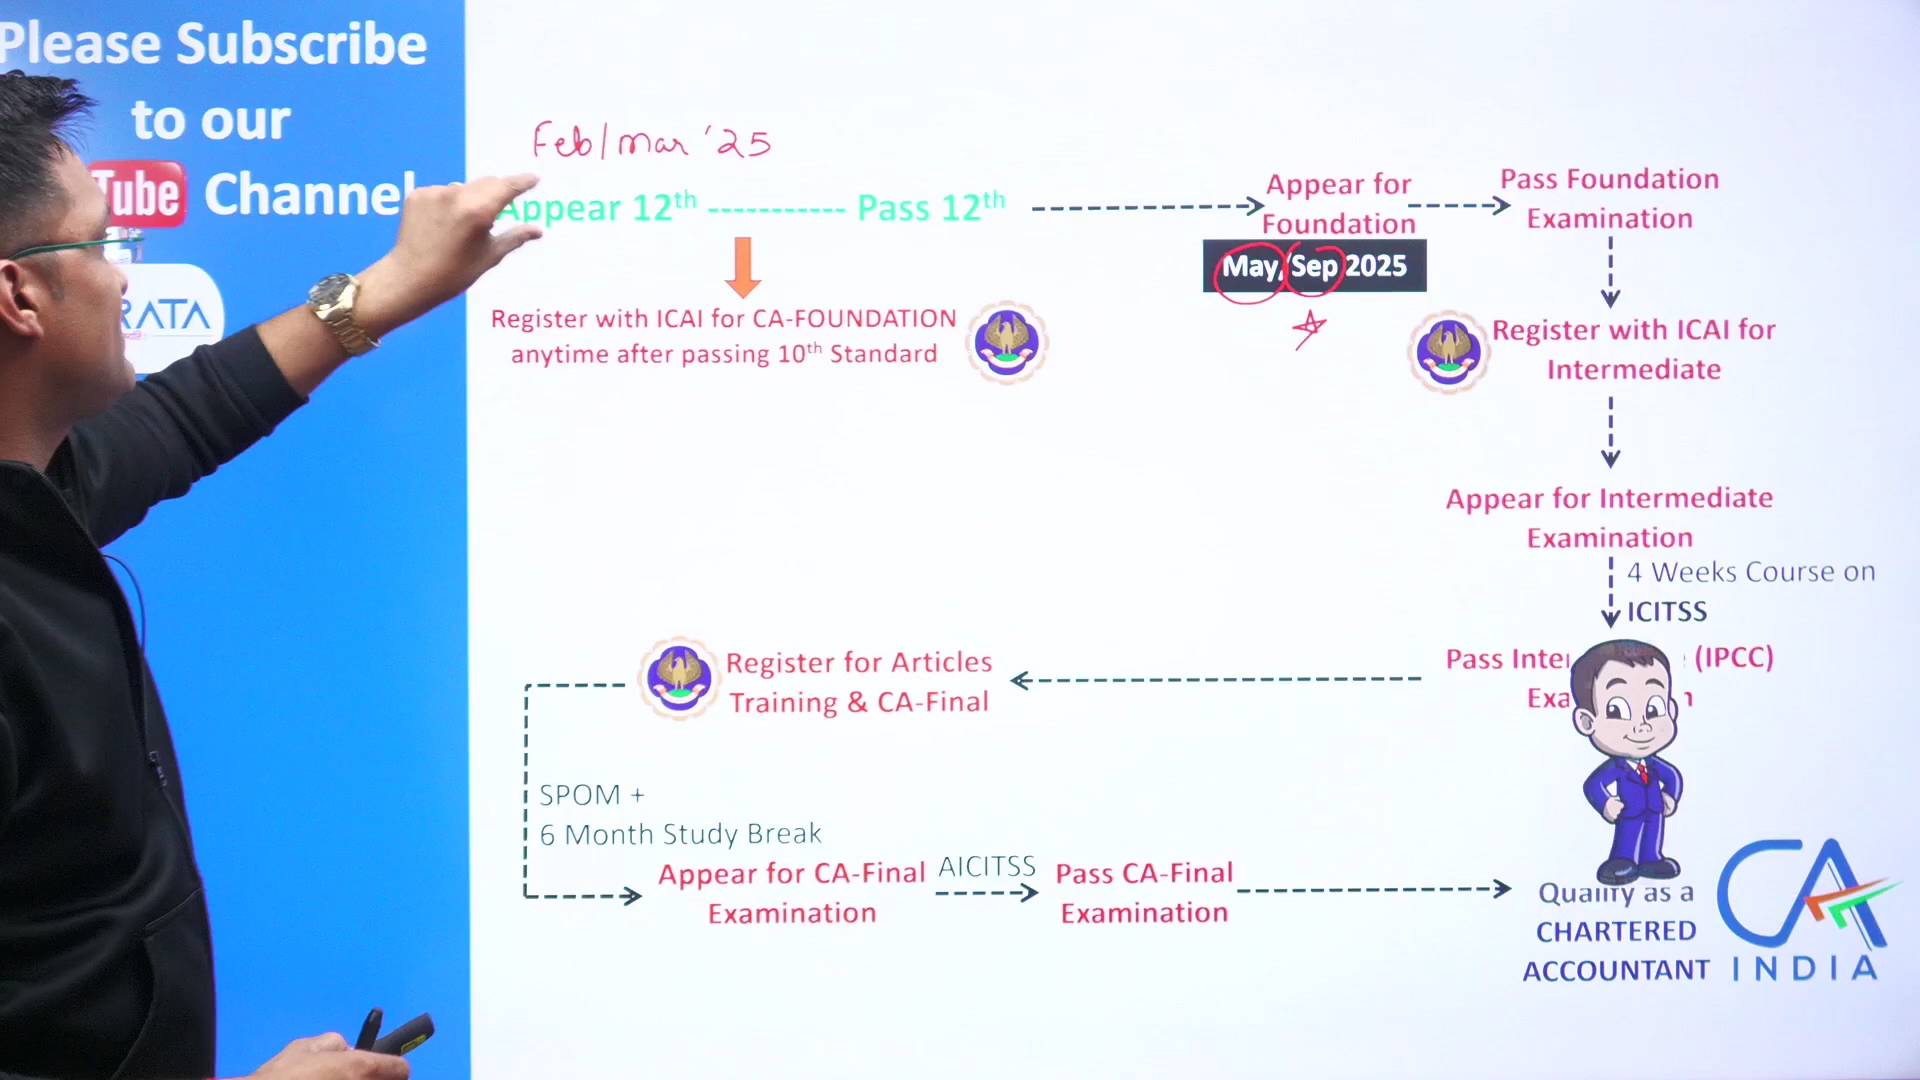 Please Subscribe
to our
Tube Channel
RATA
Feb/Mar '25
Appear 12th ----------- Pass 12th
Register with ICAI for CA-FOUNDATION
anytime after passing 10th Standard
Appear for
Foundation
May/Sep 2025
Pass Foundation
Examination
Register with ICAI for
Intermediate
Appear for Intermediate
Examination
4 Weeks Course on
ICITSS
Pass (IPCC)
Register for Articles
Training & CA-Final
SPOM +
6 Month Study Break
Appear for CA-Final
Examination
AICITSS
Pass CA-Final
Examination
Qualify as a
CHARTERED
ACCOUNTANT
CA
INDIA